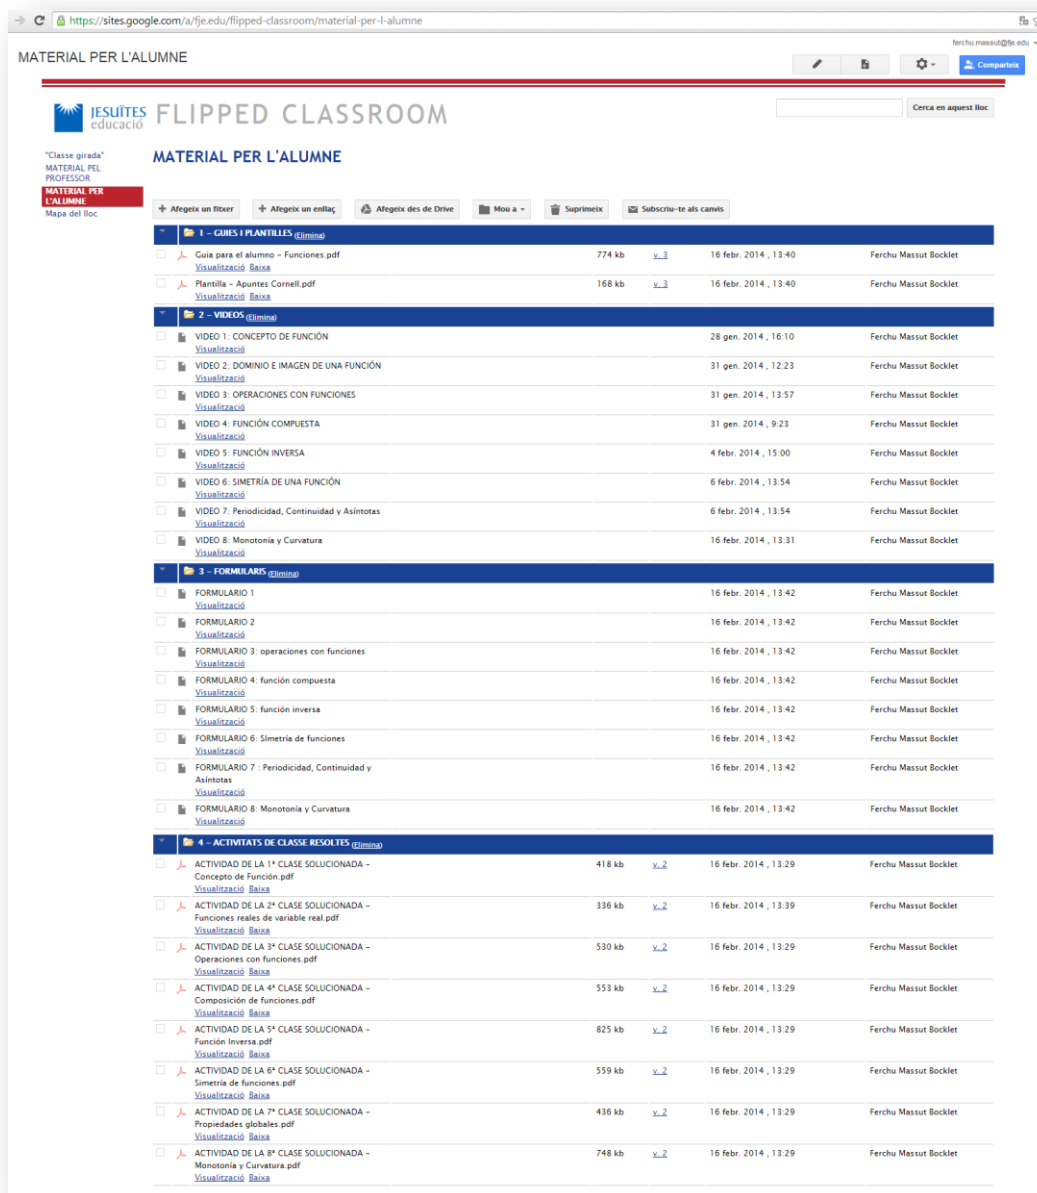 https://sites.google.com/a/fje.edu/flipped-classroom/material-per-l-alumne
ferchu.massut@fje.edu
MATERIAL PER L'ALUMNE
Comparteix
JESUÏTES educació
FLIPPED CLASSROOM
Cerca en aquest lloc
"Classe girada"
MATERIAL PEL
PROFESSOR
MATERIAL PER
L'ALUMNE
Mapa del lloc
MATERIAL PER L'ALUMNE
Afegeix un fitxer Afegeix un enllaç Afegeix des de Drive Mou a Suprimeix Subscriu-te als canvis
1 – GUIES I PLANTILLES (Elimina)
Guia para el alumno – Funciones.pdf 774 kb v. 3 16 febr. 2014 , 13:40 Ferchu Massut Bocklet
Visualització Baixa
Plantilla – Apuntes Cornell.pdf 168 kb v. 3 16 febr. 2014 , 13:40 Ferchu Massut Bocklet
Visualització Baixa
2 – VIDEOS (Elimina)
VIDEO 1: CONCEPTO DE FUNCIÓN 28 gen. 2014 , 16:10 Ferchu Massut Bocklet
Visualització
VIDEO 2: DOMINIO E IMAGEN DE UNA FUNCIÓN 31 gen. 2014 , 12:23 Ferchu Massut Bocklet
Visualització
VIDEO 3: OPERACIONES CON FUNCIONES 31 gen. 2014 , 13:57 Ferchu Massut Bocklet
Visualització
VIDEO 4: FUNCIÓN COMPUESTA 31 gen. 2014 , 9:23 Ferchu Massut Bocklet
Visualització
VIDEO 5: FUNCIÓN INVERSA 4 febr. 2014 , 15:00 Ferchu Massut Bocklet
Visualització
VIDEO 6: SIMETRÍA DE UNA FUNCIÓN 6 febr. 2014 , 13:54 Ferchu Massut Bocklet
Visualització
VIDEO 7: Periodicidad, Continuidad y Asíntotas 6 febr. 2014 , 13:54 Ferchu Massut Bocklet
Visualització
VIDEO 8: Monotonía y Curvatura 16 febr. 2014 , 13:31 Ferchu Massut Bocklet
Visualització
3 – FORMULARIS (Elimina)
FORMULARIO 1 16 febr. 2014 , 13:42 Ferchu Massut Bocklet
Visualització
FORMULARIO 2 16 febr. 2014 , 13:42 Ferchu Massut Bocklet
Visualització
FORMULARIO 3: operaciones con funciones 16 febr. 2014 , 13:42 Ferchu Massut Bocklet
Visualització
FORMULARIO 4: función compuesta 16 febr. 2014 , 13:42 Ferchu Massut Bocklet
Visualització
FORMULARIO 5: función inversa 16 febr. 2014 , 13:42 Ferchu Massut Bocklet
Visualització
FORMULARIO 6: SImetría de funciones 16 febr. 2014 , 13:42 Ferchu Massut Bocklet
Visualització
FORMULARIO 7 : Periodicidad, Continuidad y 16 febr. 2014 , 13:42 Ferchu Massut Bocklet
Asíntotas
Visualització
FORMULARIO 8: Monotonía y Curvatura 16 febr. 2014 , 13:42 Ferchu Massut Bocklet
Visualització
4 – ACTIVITATS DE CLASSE RESOLTES (Elimina)
ACTIVIDAD DE LA 1ª CLASE SOLUCIONADA – 418 kb v. 2 16 febr. 2014 , 13:29 Ferchu Massut Bocklet
Concepto de Función.pdf
Visualització Baixa
ACTIVIDAD DE LA 2ª CLASE SOLUCIONADA – 336 kb v. 2 16 febr. 2014 , 13:39 Ferchu Massut Bocklet
Funciones reales de variable real.pdf
Visualització Baixa
ACTIVIDAD DE LA 3ª CLASE SOLUCIONADA – 530 kb v. 2 16 febr. 2014 , 13:29 Ferchu Massut Bocklet
Operaciones con funciones.pdf
Visualització Baixa
ACTIVIDAD DE LA 4ª CLASE SOLUCIONADA – 553 kb v. 2 16 febr. 2014 , 13:29 Ferchu Massut Bocklet
Composición de funciones.pdf
Visualització Baixa
ACTIVIDAD DE LA 5ª CLASE SOLUCIONADA – 825 kb v. 2 16 febr. 2014 , 13:29 Ferchu Massut Bocklet
Función Inversa.pdf
Visualització Baixa
ACTIVIDAD DE LA 6ª CLASE SOLUCIONADA – 559 kb v. 2 16 febr. 2014 , 13:29 Ferchu Massut Bocklet
Simetría de funciones.pdf
Visualització Baixa
ACTIVIDAD DE LA 7ª CLASE SOLUCIONADA – 436 kb v. 2 16 febr. 2014 , 13:29 Ferchu Massut Bocklet
Propiedades globales.pdf
Visualització Baixa
ACTIVIDAD DE LA 8ª CLASE SOLUCIONADA – 748 kb v. 2 16 febr. 2014 , 13:29 Ferchu Massut Bocklet
Monotonía y Curvatura.pdf
Visualització Baixa